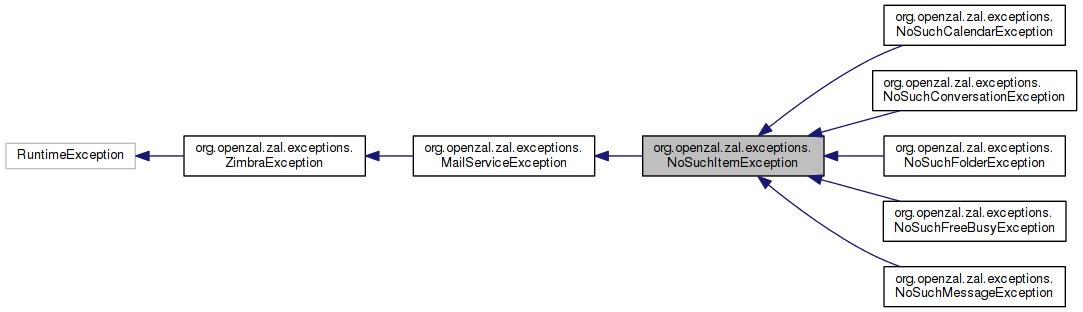 RuntimeException
org.openzal.zal.exceptions.
ZimbraException
org.openzal.zal.exceptions.
MailServiceException
org.openzal.zal.exceptions.
NoSuchItemException
org.openzal.zal.exceptions.
NoSuchCalendarException
org.openzal.zal.exceptions.
NoSuchConversationException
org.openzal.zal.exceptions.
NoSuchFolderException
org.openzal.zal.exceptions.
NoSuchFreeBusyException
org.openzal.zal.exceptions.
NoSuchMessageException